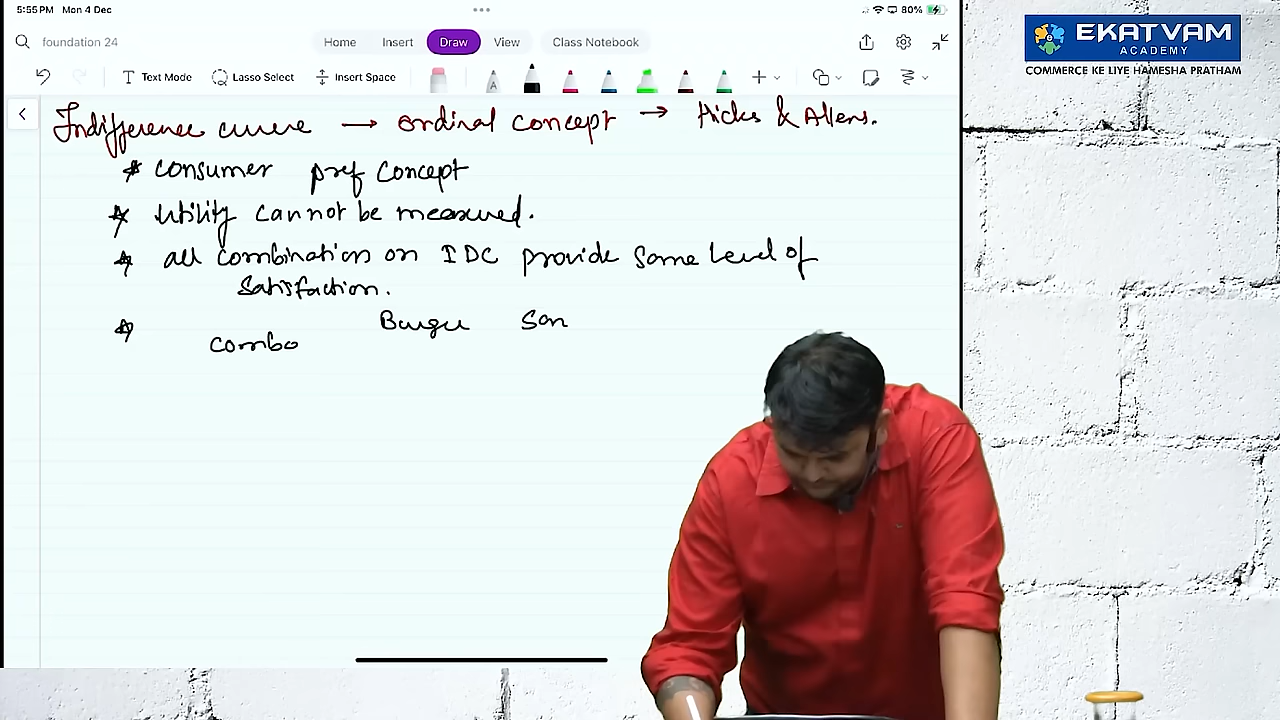 5:55 PM Mon 4 Dec
80%
EKATVAM
ACADEMY
COMMERCE KE LIYE HAMESHA PRATHAM
foundation 24
Home Insert Draw View Class Notebook
Text Mode Lasso Select Insert Space
Indifference curve → ordinal concept → Hicks & Allens.
* Consumer pref Concept
* Utility cannot be measured.
* all combinations on IDC provide same level of
Satisfaction.
* Burger San
combo